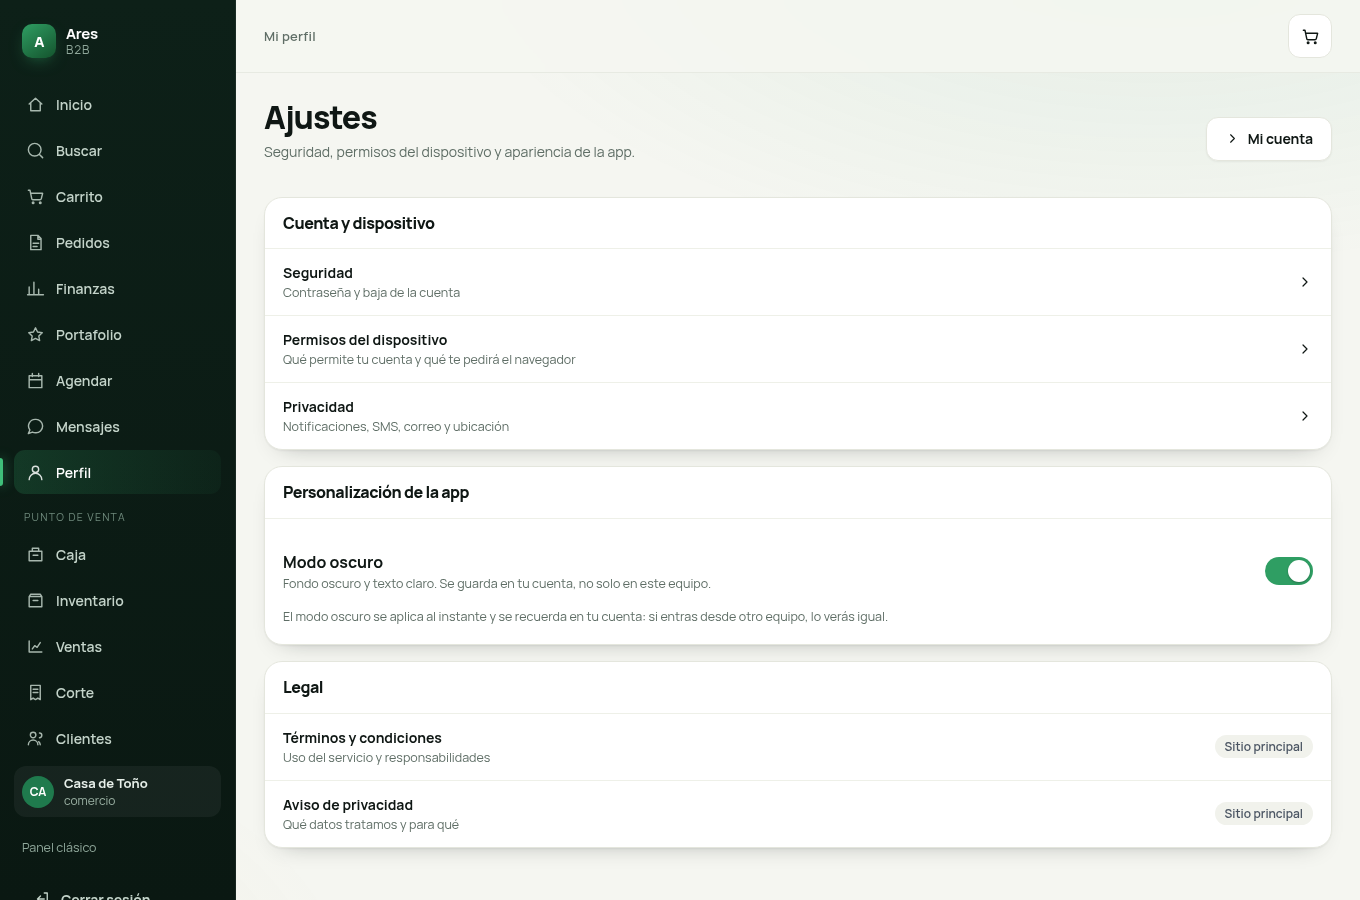 A
Ares
B2B
Inicio
Buscar
Carrito
Pedidos
Finanzas
Portafolio
Agendar
Mensajes
Perfil
PUNTO DE VENTA
Caja
Inventario
Ventas
Corte
Clientes
CA
Casa de Toño
comercio
Panel clásico
Cerrar sesión
Mi perfil
Ajustes
Seguridad, permisos del dispositivo y apariencia de la app.
Mi cuenta
Cuenta y dispositivo
Seguridad
Contraseña y baja de la cuenta
Permisos del dispositivo
Qué permite tu cuenta y qué te pedirá el navegador
Privacidad
Notificaciones, SMS, correo y ubicación
Personalización de la app
Modo oscuro
Fondo oscuro y texto claro. Se guarda en tu cuenta, no solo en este equipo.
El modo oscuro se aplica al instante y se recuerda en tu cuenta: si entras desde otro equipo, lo verás igual.
Legal
Términos y condiciones
Uso del servicio y responsabilidades
Sitio principal
Aviso de privacidad
Qué datos tratamos y para qué
Sitio principal